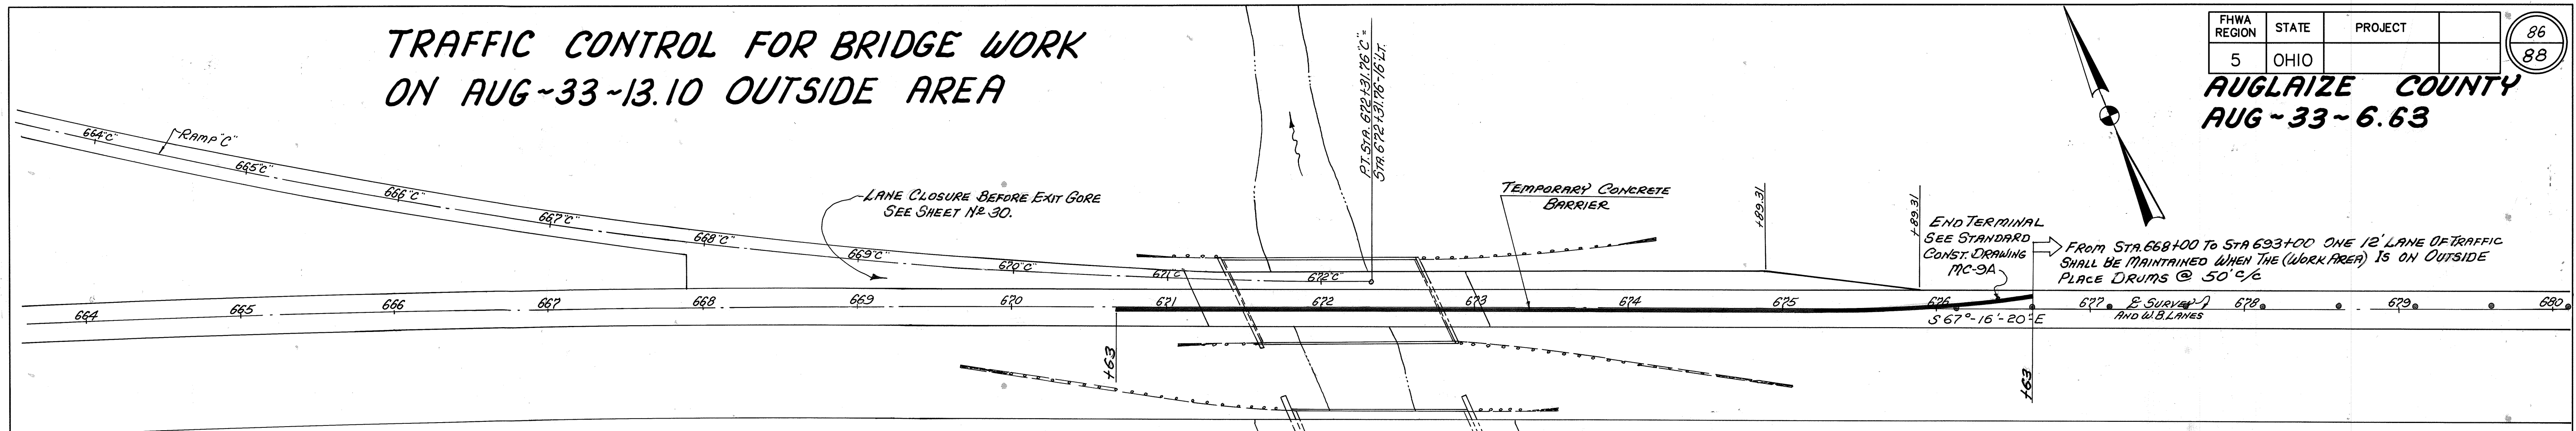 TRAFFIC CONTROL FOR BRIDGE WORK
ON AUG~33~13.10 OUTSIDE AREA
FHWA REGION STATE PROJECT
5 OHIO
86
88
AUGLAIZE COUNTY
AUG~33~6.63
P.T. STA. 672+31.76"C"=
STA. 672+31.76-16'LT.
RAMP "C"
664"C" 665"C" 666"C" 667"C" 668"C" 669"C" 670"C" 671"C" 672"C"
LANE CLOSURE BEFORE EXIT GORE
SEE SHEET Nº 30.
TEMPORARY CONCRETE
BARRIER
+89.31
+89.31
END TERMINAL
SEE STANDARD
CONST. DRAWING
MC-9A
FROM STA. 668+00 TO STA 693+00 ONE 12' LANE OF TRAFFIC
SHALL BE MAINTAINED WHEN THE (WORK AREA) IS ON OUTSIDE
PLACE DRUMS @ 50' C/C
664 665 666 667 668 669 670 671 672 673 674 675 676 677 678 679 680
S 67°-16'-20" E
℄ SURVEY
AND W.B. LANES
+63
+63